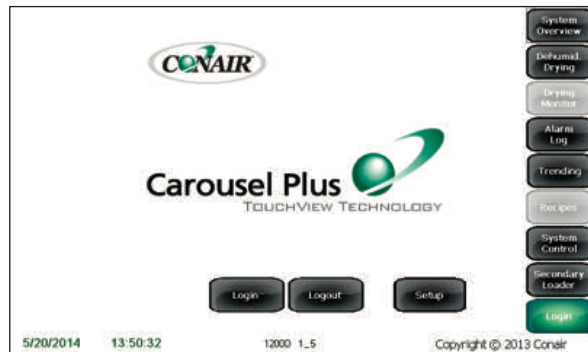 CONAIR
Carousel Plus
TOUCHVIEW TECHNOLOGY
Login
Logout
Setup
5/20/2014 13:50:32 12000 1_5 Copyright © 2013 Conair
System
Overview
Dehumid.
Drying
Drying
Monitor
Alarm
Log
Trending
Recipes
System
Control
Secondary
Loader
Login